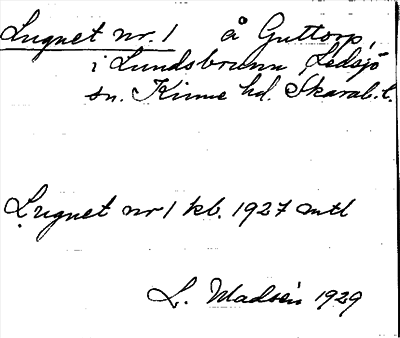 Lugnet nr. 1 å Guttorp,
i Lundsbrunn, Ledsjö
sn. Kinne hd. Skarab. l.
Lugnet nr 1 kb. 1927 mtl
L. Madsén 1929